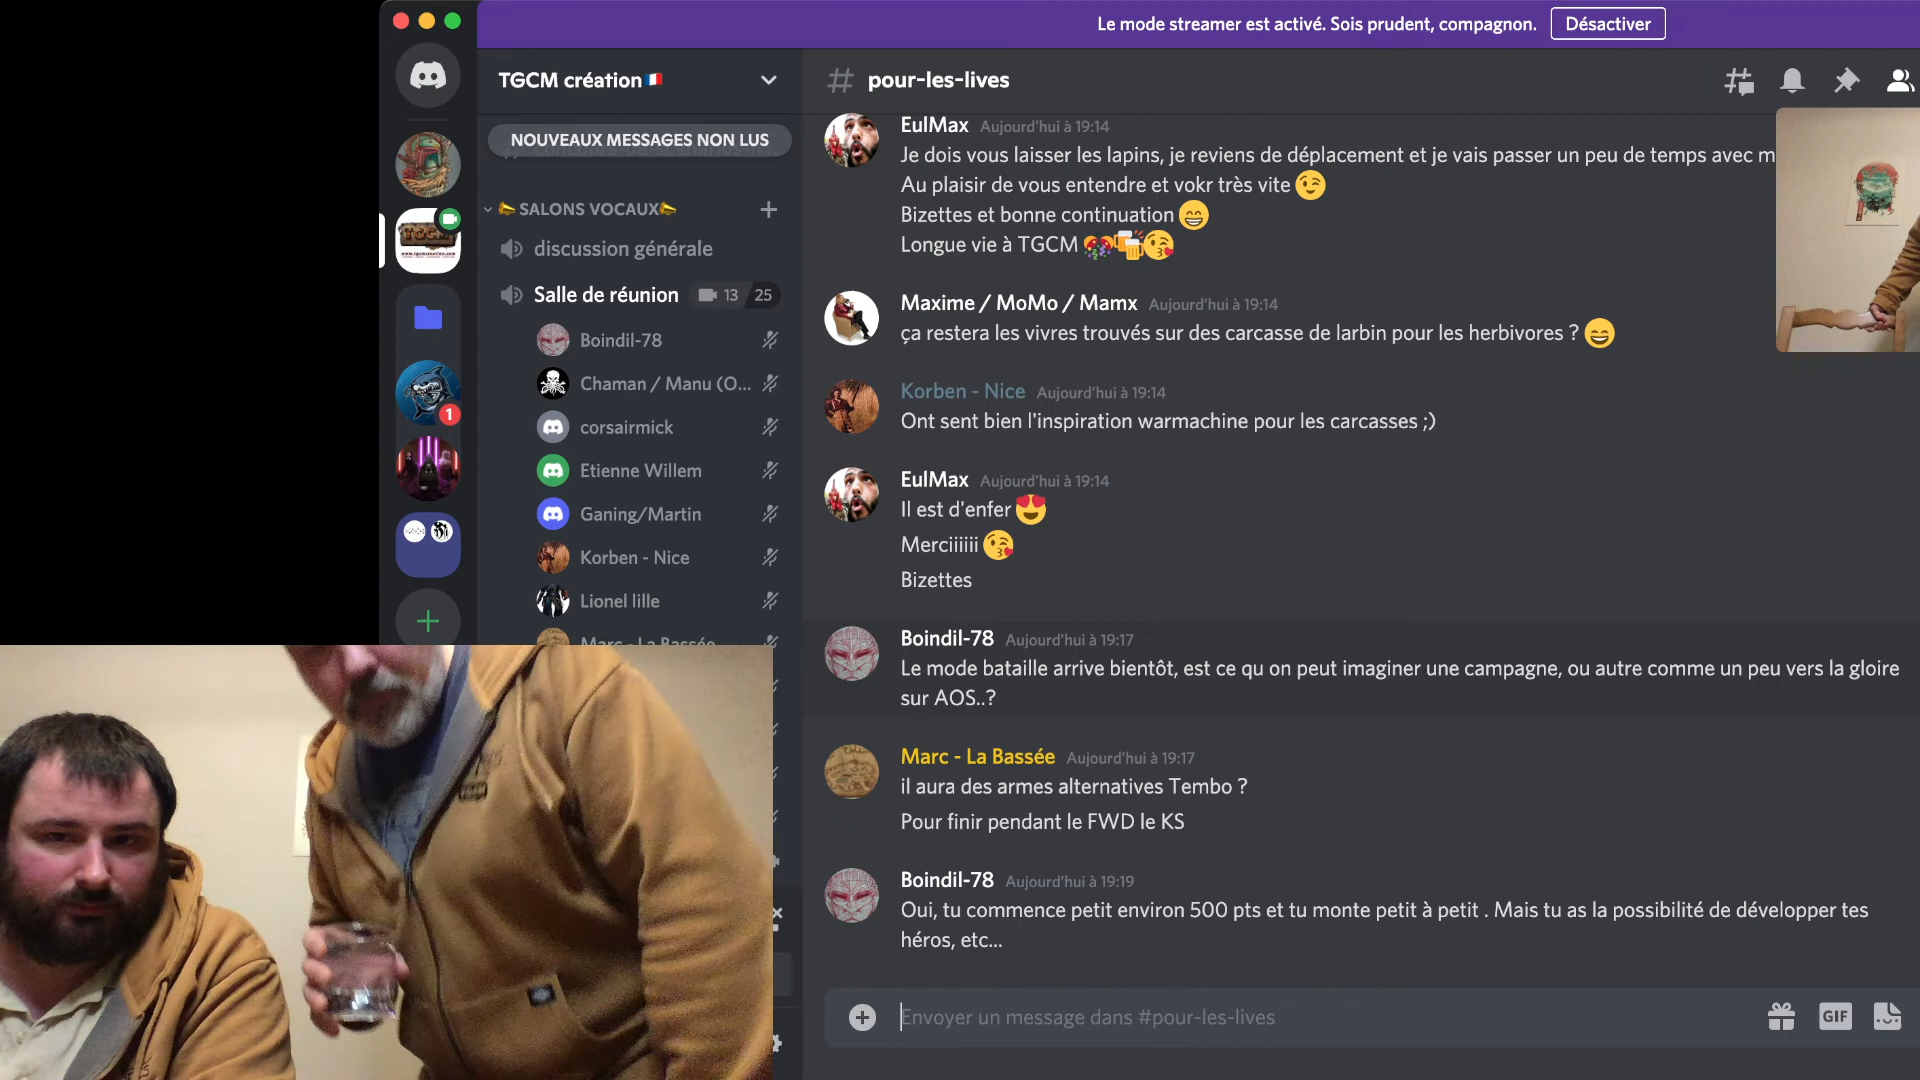 Le mode streamer est activé. Sois prudent, compagnon.
Désactiver
TGCM création
NOUVEAUX MESSAGES NON LUS
SALONS VOCAUX
discussion générale
Salle de réunion 13 25
Boindil-78
Chaman / Manu (O...
corsairmick
Etienne Willem
Ganing/Martin
Korben - Nice
Lionel lille
Marc - La Bassée
1
# pour-les-lives
EulMax Aujourd'hui à 19:14
Je dois vous laisser les lapins, je reviens de déplacement et je vais passer un peu de temps avec m
Au plaisir de vous entendre et vokr très vite 😉
Bizettes et bonne continuation 😁
Longue vie à TGCM 🎊🍻😘
Maxime / MoMo / Mamx Aujourd'hui à 19:14
ça restera les vivres trouvés sur des carcasse de larbin pour les herbivores ? 😄
Korben - Nice Aujourd'hui à 19:14
Ont sent bien l'inspiration warmachine pour les carcasses ;)
EulMax Aujourd'hui à 19:14
Il est d'enfer 😍
Merciiiiii 😘
Bizettes
Boindil-78 Aujourd'hui à 19:17
Le mode bataille arrive bientôt, est ce qu on peut imaginer une campagne, ou autre comme un peu vers la gloire
sur AOS..?
Marc - La Bassée Aujourd'hui à 19:17
il aura des armes alternatives Tembo ?
Pour finir pendant le FWD le KS
Boindil-78 Aujourd'hui à 19:19
Oui, tu commence petit environ 500 pts et tu monte petit à petit . Mais tu as la possibilité de développer tes
héros, etc...
Envoyer un message dans #pour-les-lives
GIF